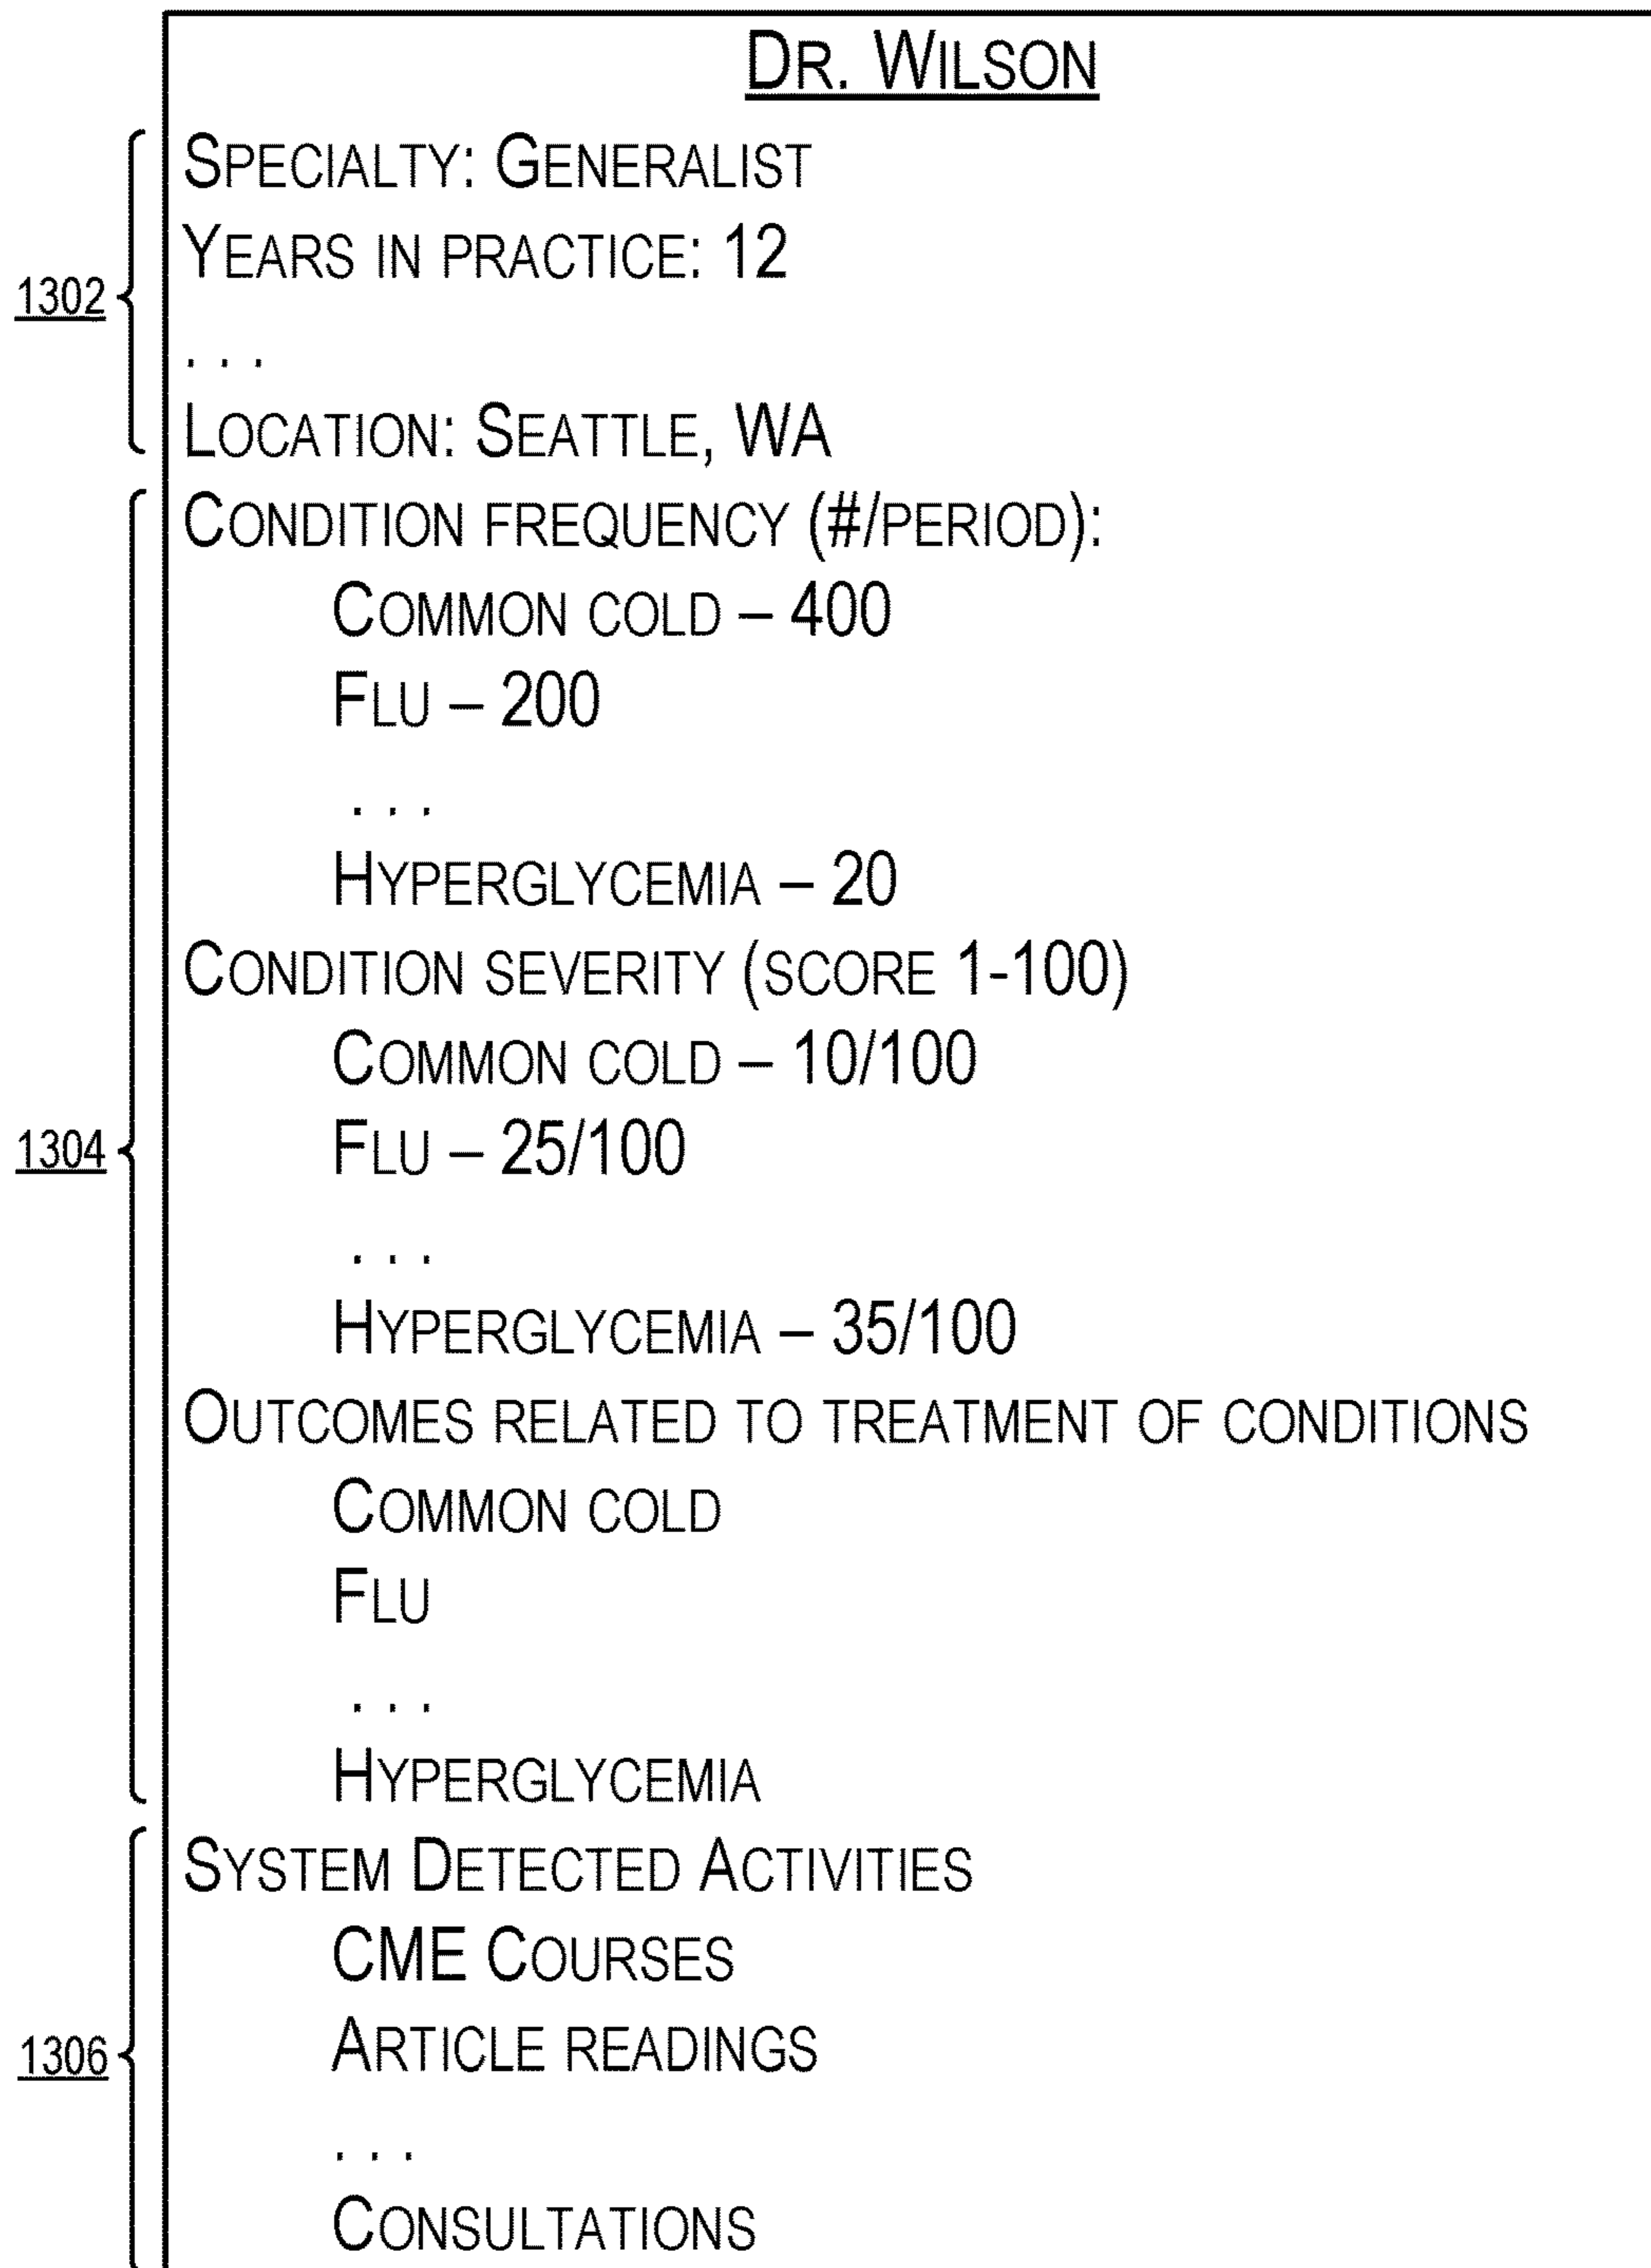 DR. WILSON
SPECIALTY: GENERALIST
YEARS IN PRACTICE: 12
1302
. . .
LOCATION: SEATTLE, WA
CONDITION FREQUENCY (#/PERIOD):
COMMON COLD – 400
FLU – 200
. . .
HYPERGLYCEMIA – 20
CONDITION SEVERITY (SCORE 1-100)
COMMON COLD – 10/100
FLU – 25/100
1304
. . .
HYPERGLYCEMIA – 35/100
OUTCOMES RELATED TO TREATMENT OF CONDITIONS
COMMON COLD
FLU
. . .
HYPERGLYCEMIA
SYSTEM DETECTED ACTIVITIES
CME COURSES
ARTICLE READINGS
1306
. . .
CONSULTATIONS